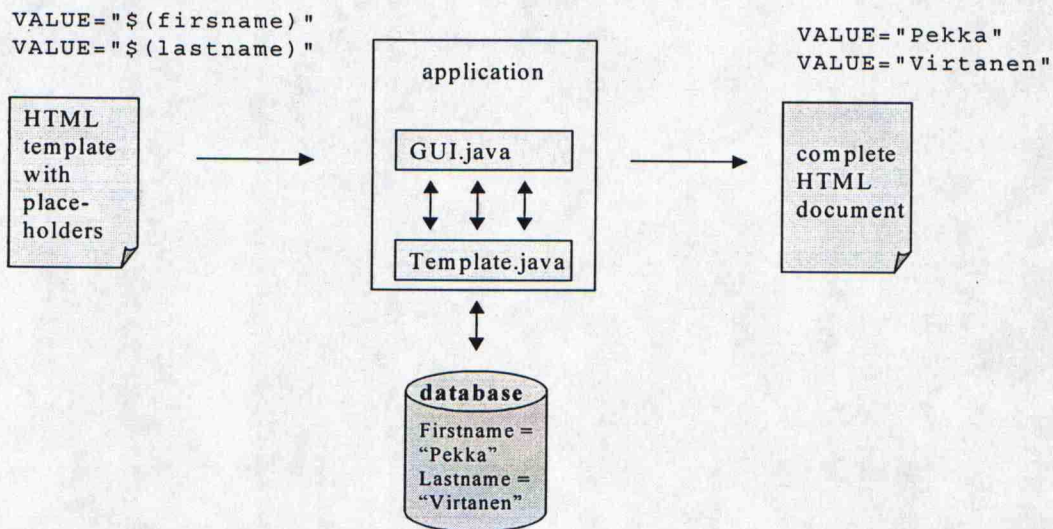 VALUE="$(firsname)"
VALUE="$(lastname)"
HTML
template
with
place-
holders
application
GUI.java
Template.java
database
Firstname =
“Pekka”
Lastname =
“Virtanen”
VALUE="Pekka"
VALUE="Virtanen"
complete
HTML
document